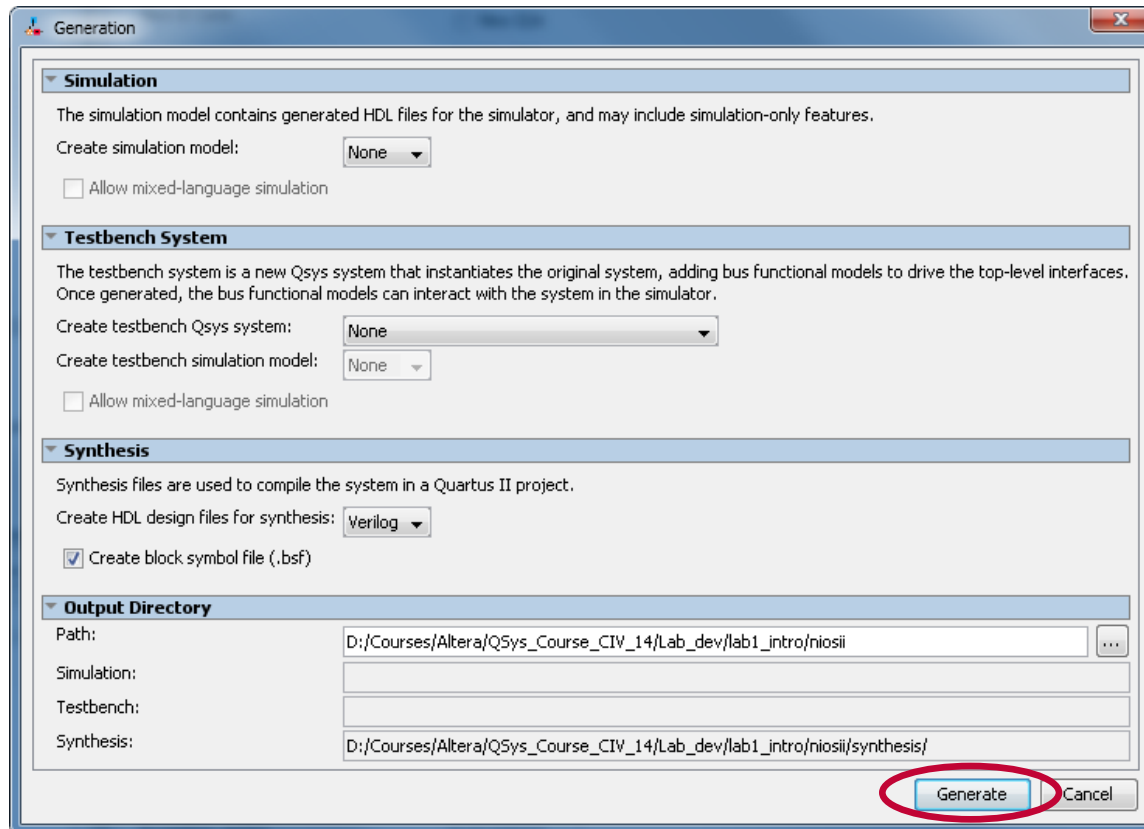 Generation
Simulation
The simulation model contains generated HDL files for the simulator, and may include simulation-only features.
Create simulation model: None
Allow mixed-language simulation
Testbench System
The testbench system is a new Qsys system that instantiates the original system, adding bus functional models to drive the top-level interfaces.
Once generated, the bus functional models can interact with the system in the simulator.
Create testbench Qsys system: None
Create testbench simulation model: None
Allow mixed-language simulation
Synthesis
Synthesis files are used to compile the system in a Quartus II project.
Create HDL design files for synthesis: Verilog
Create block symbol file (.bsf)
Output Directory
Path: D:/Courses/Altera/QSys_Course_CIV_14/Lab_dev/lab1_intro/niosii ...
Simulation:
Testbench:
Synthesis: D:/Courses/Altera/QSys_Course_CIV_14/Lab_dev/lab1_intro/niosii/synthesis/
Generate Cancel